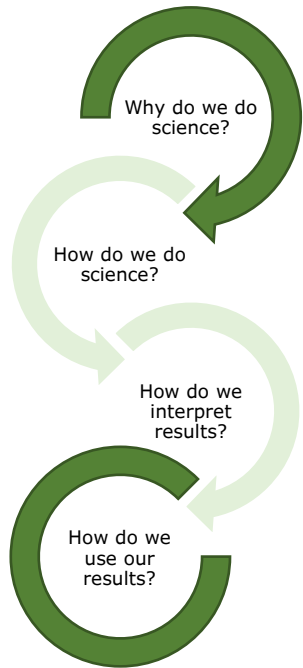 Why do we do
science?
How do we do
science?
How do we
interpret
results?
How do we
use our
results?